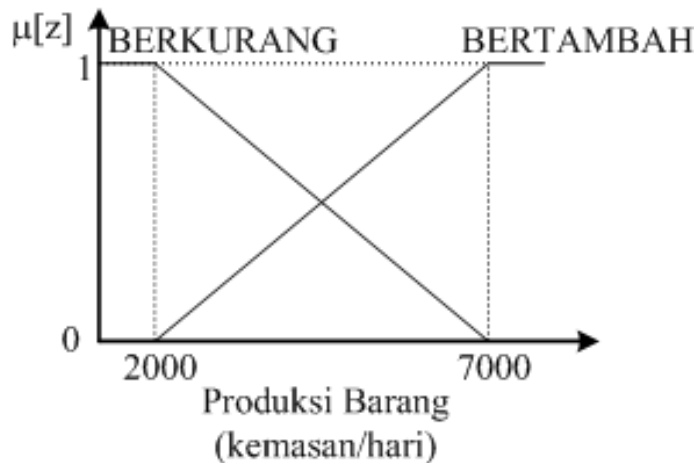 μ[z]
BERKURANG
BERTAMBAH
1
0
2000
7000
Produksi Barang
(kemasan/hari)